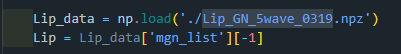 Lip_data = np.load('./Lip_GN_5wave_0319.npz')
Lip = Lip_data['mgn_list'][-1]